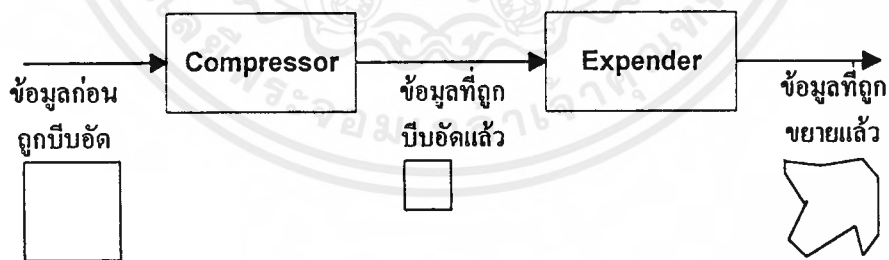 Compressor
Expender
ข้อมูลก่อน
ถูกบีบอัด
ข้อมูลที่ถูก
บีบอัดแล้ว
ข้อมูลที่ถูก
ขยายแล้ว